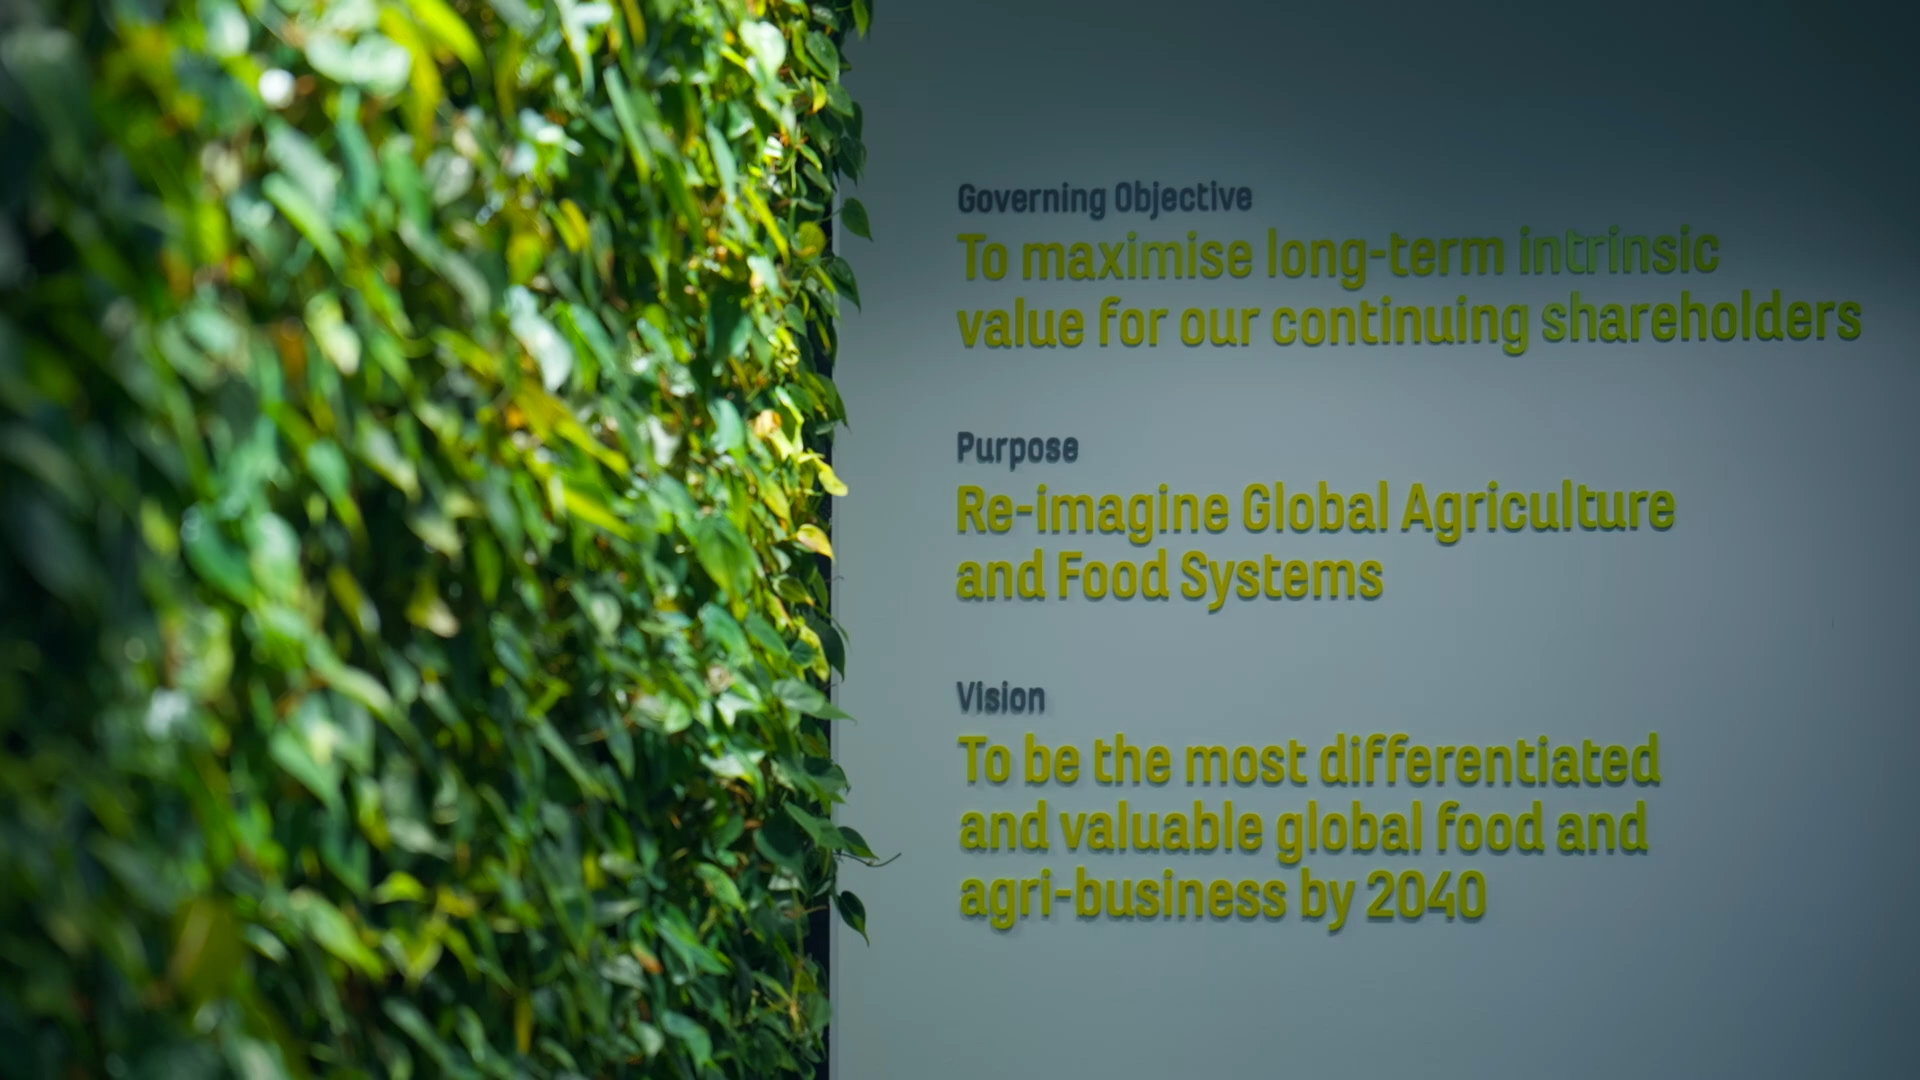 Governing Objective
To maximise long-term intrinsic
value for our continuing shareholders
Purpose
Re-imagine Global Agriculture
and Food Systems
Vision
To be the most differentiated
and valuable global food and
agri-business by 2040